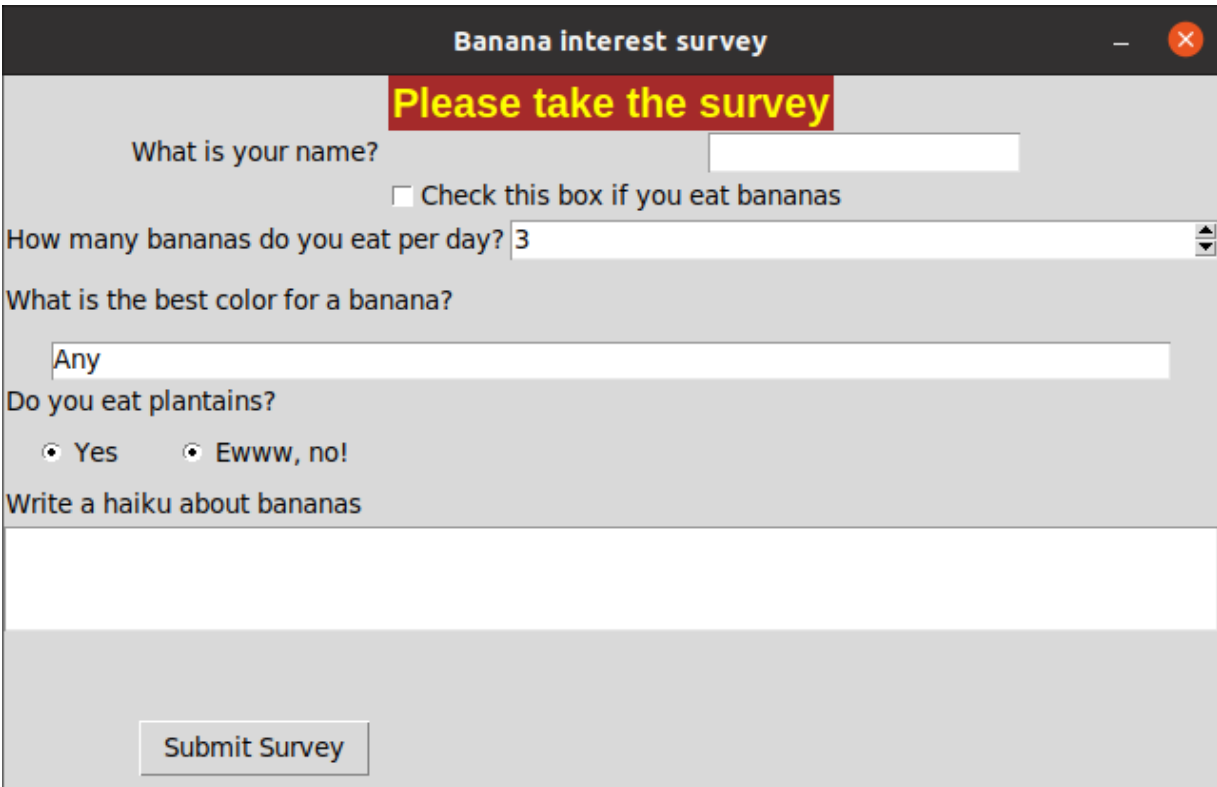 Banana interest survey
Please take the survey
What is your name?
Check this box if you eat bananas
How many bananas do you eat per day? 3
What is the best color for a banana?
Any
Do you eat plantains?
Yes Ewww, no!
Write a haiku about bananas
Submit Survey